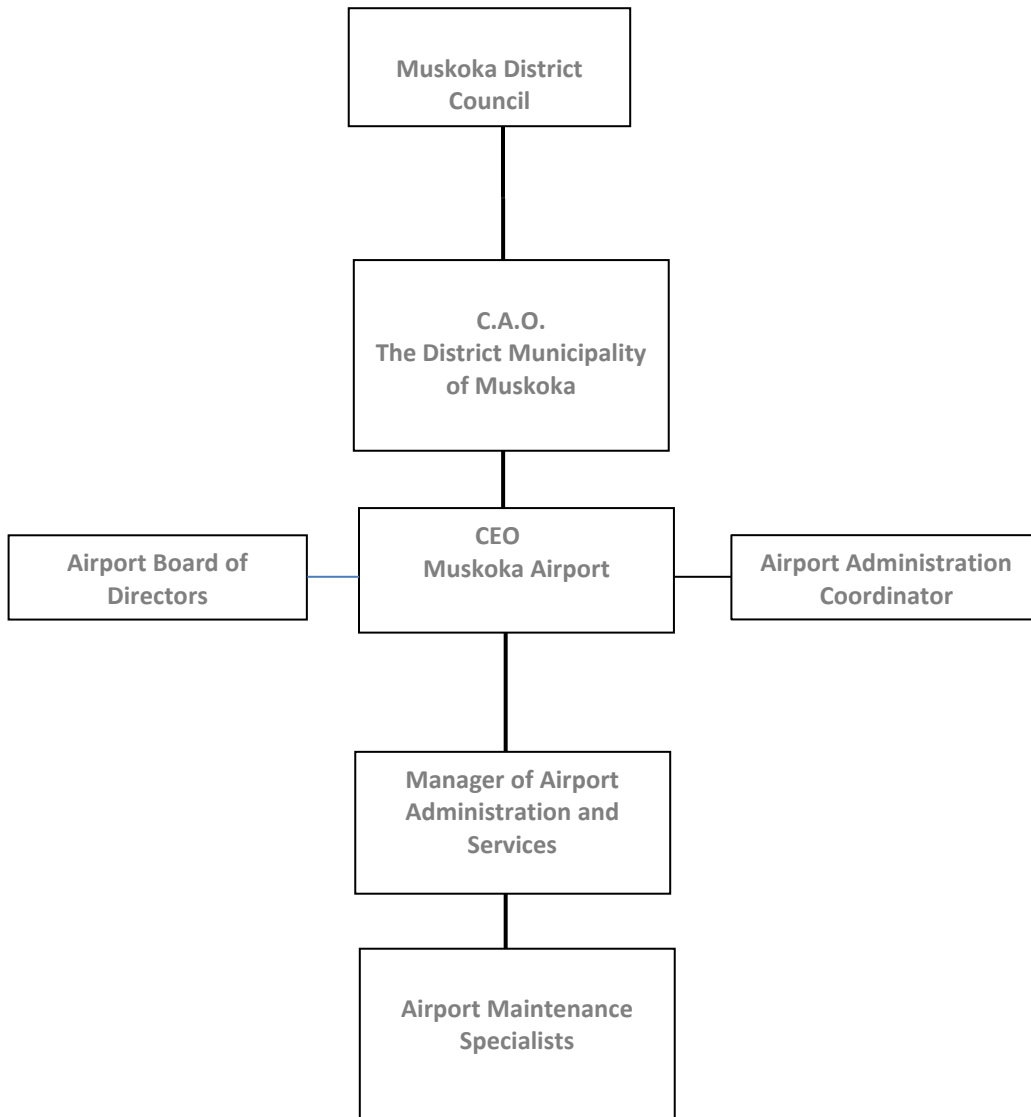 Muskoka District
Council
C.A.O.
The District Municipality
of Muskoka
CEO
Muskoka Airport
Airport Board of
Directors
Airport Administration
Coordinator
Manager of Airport
Administration and
Services
Airport Maintenance
Specialists